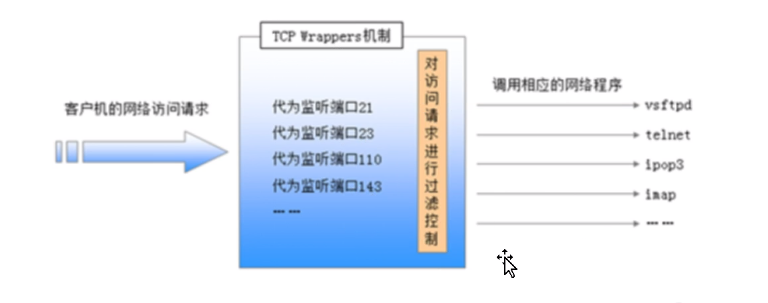 TCP Wrappers机制
客户机的网络访问请求
代为监听端口21
代为监听端口23
代为监听端口110
代为监听端口143
……
对访问请求进行过滤控制
调用相应的网络程序
vsftpd
telnet
ipop3
imap
……